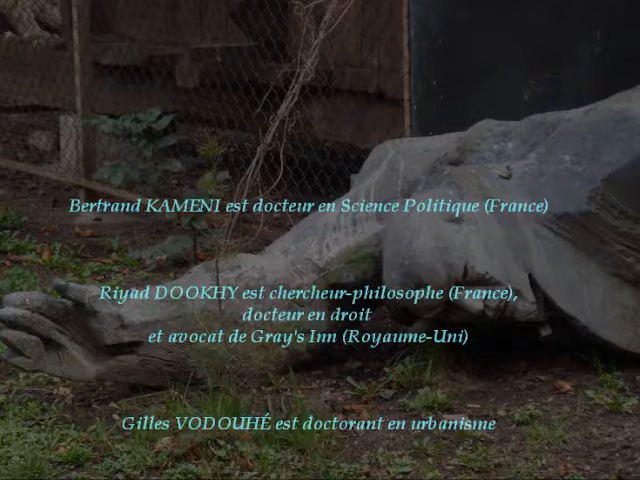 Bertrand KAMENI est docteur en Science Politique (France)
Riyad DOOKHY est chercheur-philosophe (France),
docteur en droit
et avocat de Gray's Inn (Royaume-Uni)
Gilles VODOUHÉ est doctorant en urbanisme